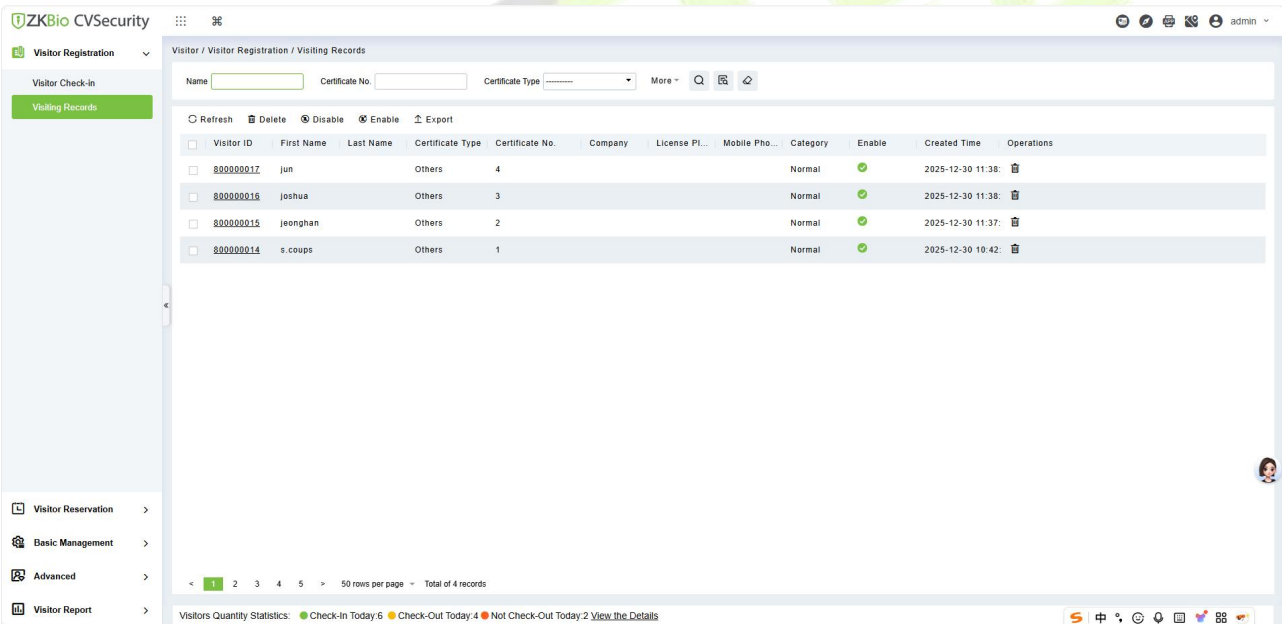 ZKBio CVSecurity
admin
Visitor Registration
Visitor Check-in
Visiting Records
Visitor / Visitor Registration / Visiting Records
Name Certificate No. Certificate Type ---------- More
Refresh Delete Disable Enable Export
Visitor ID First Name Last Name Certificate Type Certificate No. Company License Pl... Mobile Pho... Category Enable Created Time Operations
800000017 jun Others 4 Normal 2025-12-30 11:38:
800000016 joshua Others 3 Normal 2025-12-30 11:38:
800000015 jeonghan Others 2 Normal 2025-12-30 11:37:
800000014 s.coups Others 1 Normal 2025-12-30 10:42:
Visitor Reservation
Basic Management
Advanced
Visitor Report
< 1 2 3 4 5 > 50 rows per page Total of 4 records
Visitors Quantity Statistics: Check-In Today:6 Check-Out Today:4 Not Check-Out Today:2 View the Details
S 中